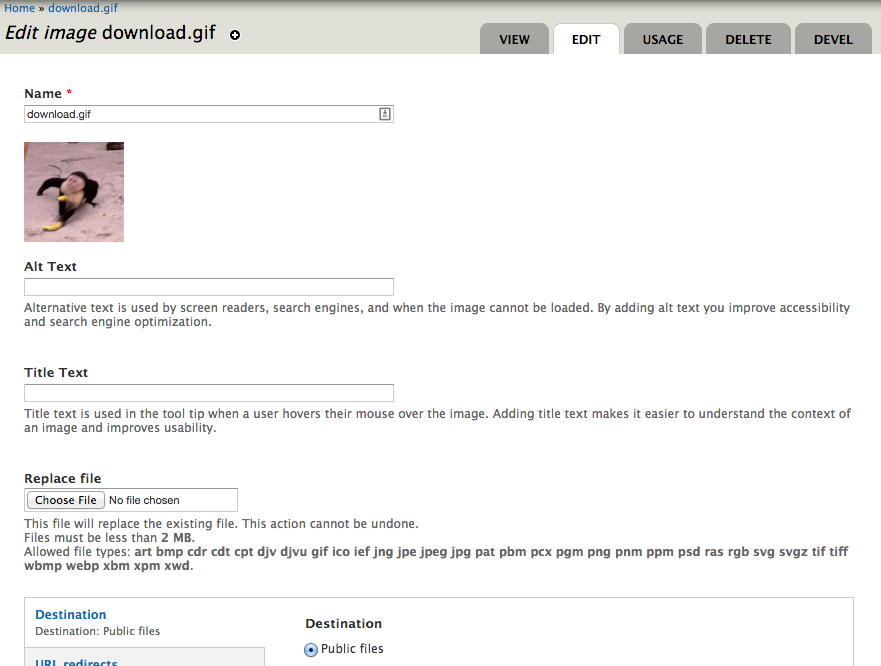 Home » download.gif
Edit image download.gif
VIEW
EDIT
USAGE
DELETE
DEVEL
Name *
download.gif
Alt Text
Alternative text is used by screen readers, search engines, and when the image cannot be loaded. By adding alt text you improve accessibility
and search engine optimization.
Title Text
Title text is used in the tool tip when a user hovers their mouse over the image. Adding title text makes it easier to understand the context of
an image and improves usability.
Replace file
Choose File No file chosen
This file will replace the existing file. This action cannot be undone.
Files must be less than 2 MB.
Allowed file types: art bmp cdr cdt cpt djv djvu gif ico ief jng jpe jpeg jpg pat pbm pcx pgm png pnm ppm psd ras rgb svg svgz tif tiff
wbmp webp xbm xpm xwd.
Destination
Destination: Public files
URL redirects
Destination
Public files